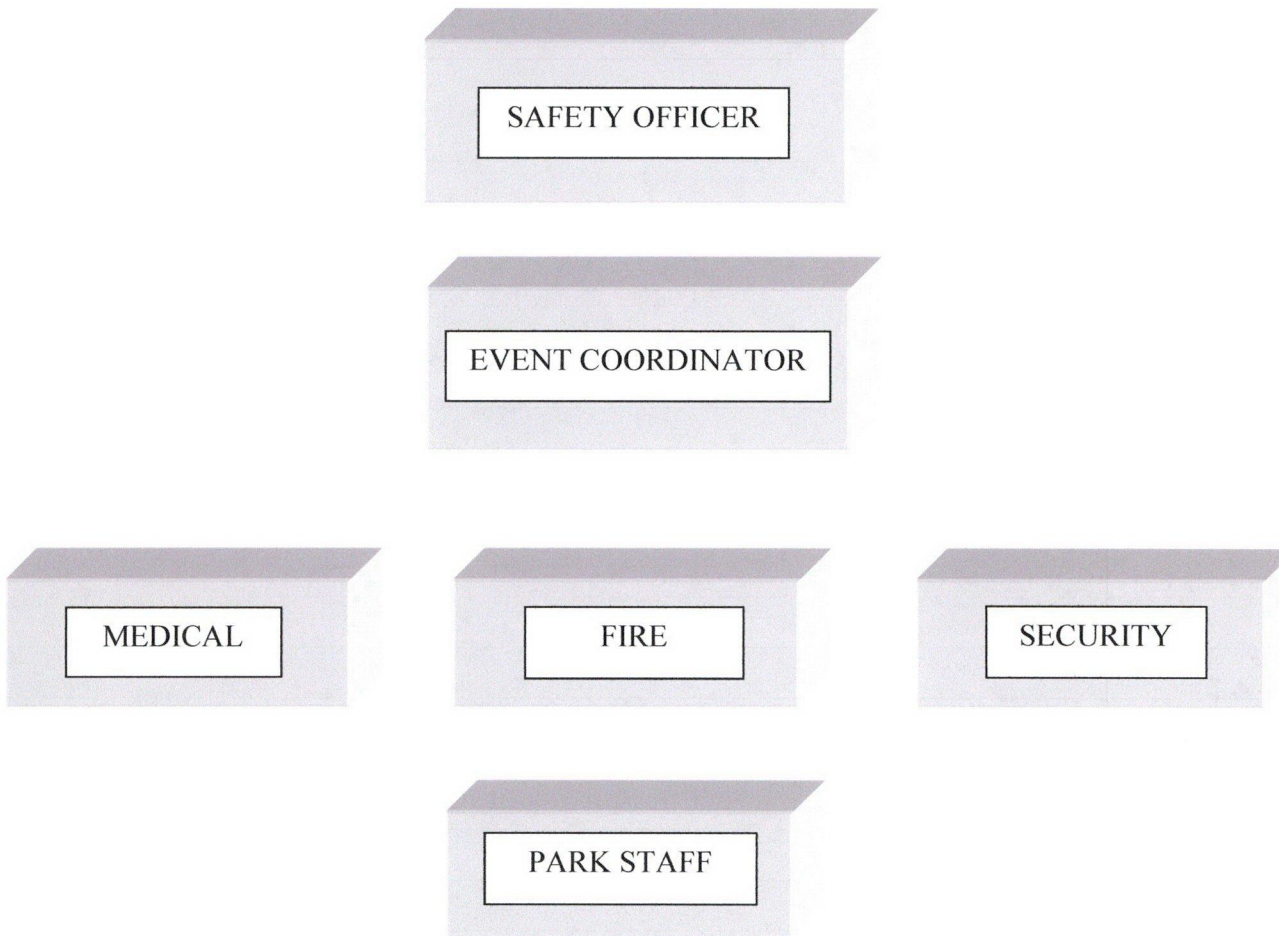 SAFETY OFFICER
EVENT COORDINATOR
MEDICAL
FIRE
SECURITY
PARK STAFF